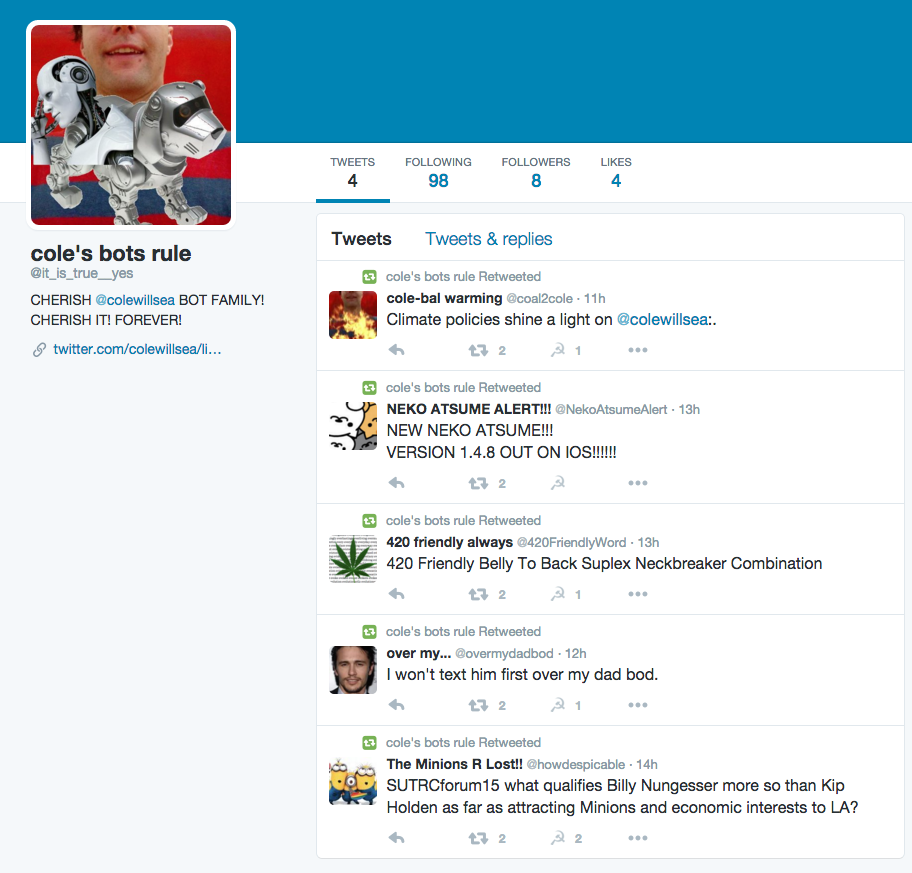 TWEETS FOLLOWING FOLLOWERS LIKES
4 98 8 4
cole's bots rule
@it_is_true__yes
CHERISH @colewillsea BOT FAMILY!
CHERISH IT! FOREVER!
twitter.com/colewillsea/li…
Tweets Tweets & replies
cole's bots rule Retweeted
cole-bal warming @coal2cole · 11h
Climate policies shine a light on @colewillsea:.
2 1
cole's bots rule Retweeted
NEKO ATSUME ALERT!!! @NekoAtsumeAlert · 13h
NEW NEKO ATSUME!!!
VERSION 1.4.8 OUT ON IOS!!!!!!
2
cole's bots rule Retweeted
420 friendly always @420FriendlyWord · 13h
420 Friendly Belly To Back Suplex Neckbreaker Combination
2 1
cole's bots rule Retweeted
over my... @overmydadbod · 12h
I won't text him first over my dad bod.
2 1
cole's bots rule Retweeted
The Minions R Lost!! @howdespicable · 14h
SUTRCforum15 what qualifies Billy Nungesser more so than Kip
Holden as far as attracting Minions and economic interests to LA?
2 2